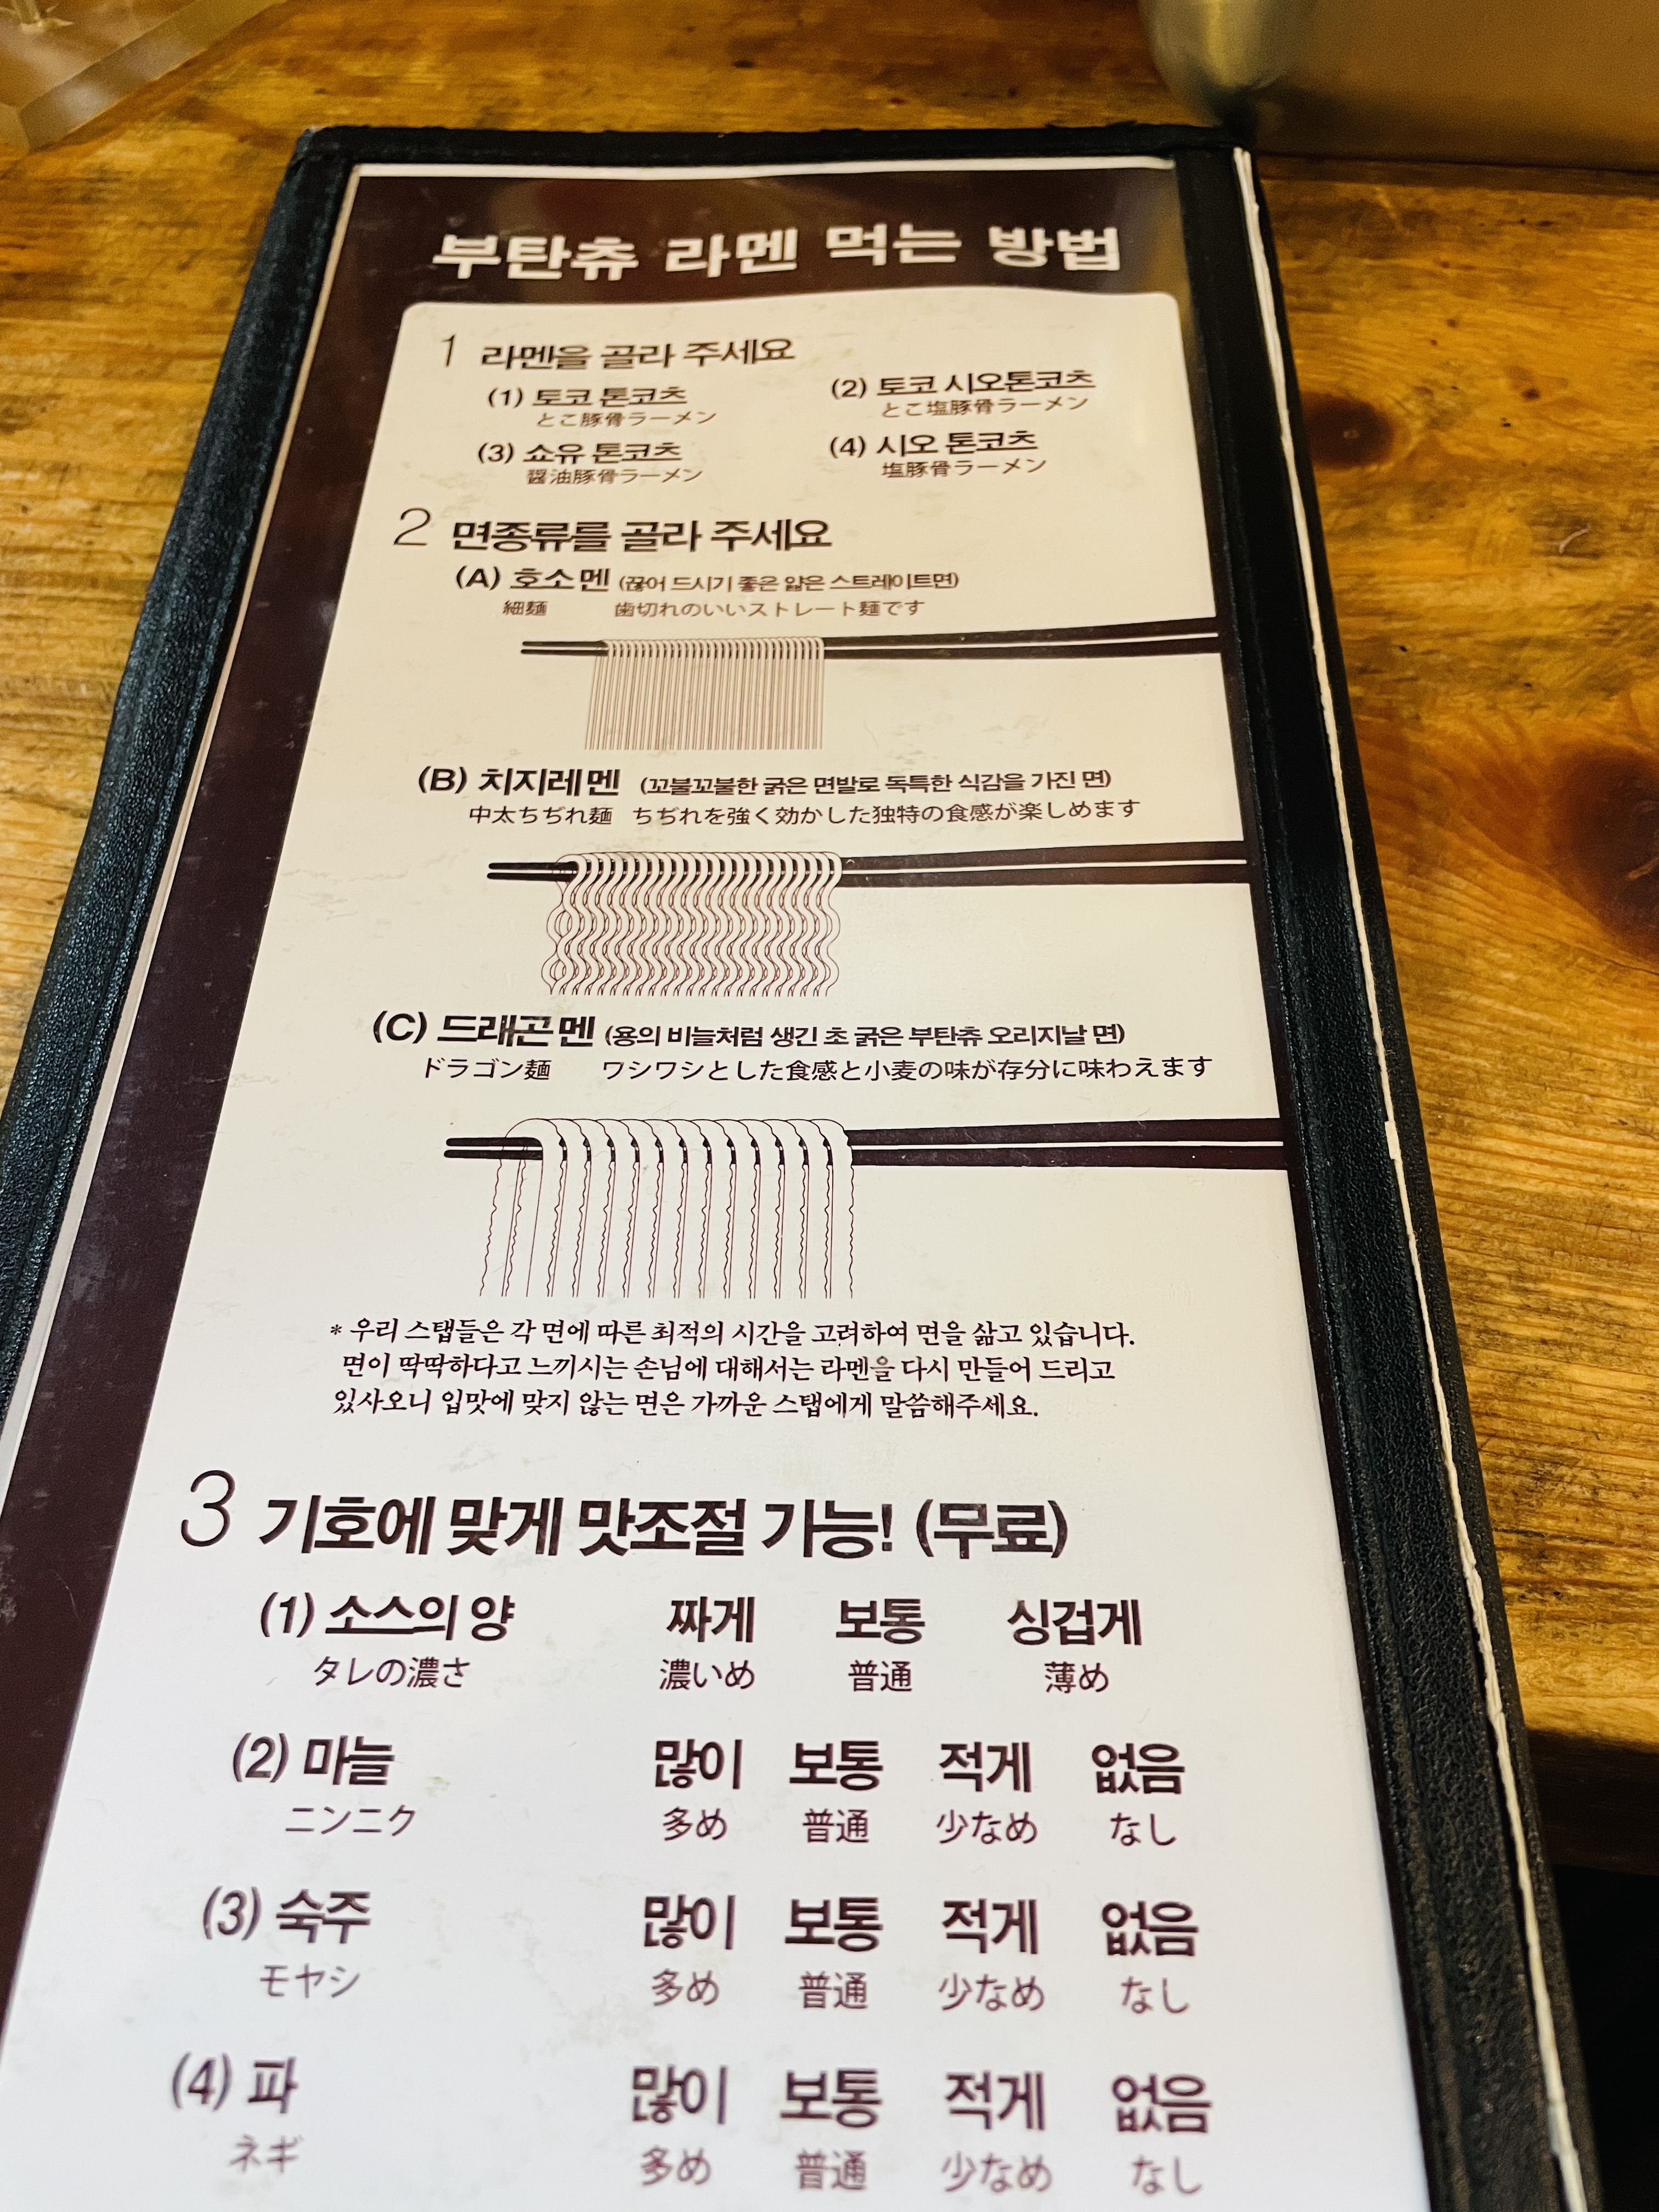 부탄츄 라멘 먹는 방법
1 라멘을 골라 주세요
(1) 토코 톤코츠 (2) 토코 시오톤코츠
とこ豚骨ラーメン とこ塩豚骨ラーメン
(3) 쇼유 톤코츠 (4) 시오 톤코츠
醤油豚骨ラーメン 塩豚骨ラーメン
2 면종류를 골라 주세요
(A) 호소멘 (끊어 드시기 좋은 얇은 스트레이트면)
細麺 歯切れのいいストレート麺です
(B) 치지레멘 (꼬불꼬불한 굵은 면발로 독특한 식감을 가진 면)
中太ちぢれ麺 ちぢれを強く効かした独特の食感が楽しめます
(C) 드래곤멘 (용의 비늘처럼 생긴 초 굵은 부탄츄 오리지날 면)
ドラゴン麺 ワシワシとした食感と小麦の味が存分に味わえます
* 우리 스탭들은 각 면에 따른 최적의 시간을 고려하여 면을 삶고 있습니다.
면이 딱딱하다고 느끼시는 손님에 대해서는 라멘을 다시 만들어 드리고
있사오니 입맛에 맞지 않는 면은 가까운 스탭에게 말씀해주세요.
3 기호에 맞게 맛조절 가능! (무료)
(1) 소스의 양 짜게 보통 싱겁게
タレの濃さ 濃いめ 普通 薄め
(2) 마늘 많이 보통 적게 없음
ニンニク 多め 普通 少なめ なし
(3) 숙주 많이 보통 적게 없음
モヤシ 多め 普通 少なめ なし
(4) 파 많이 보통 적게 없음
ネギ 多め 普通 少なめ なし